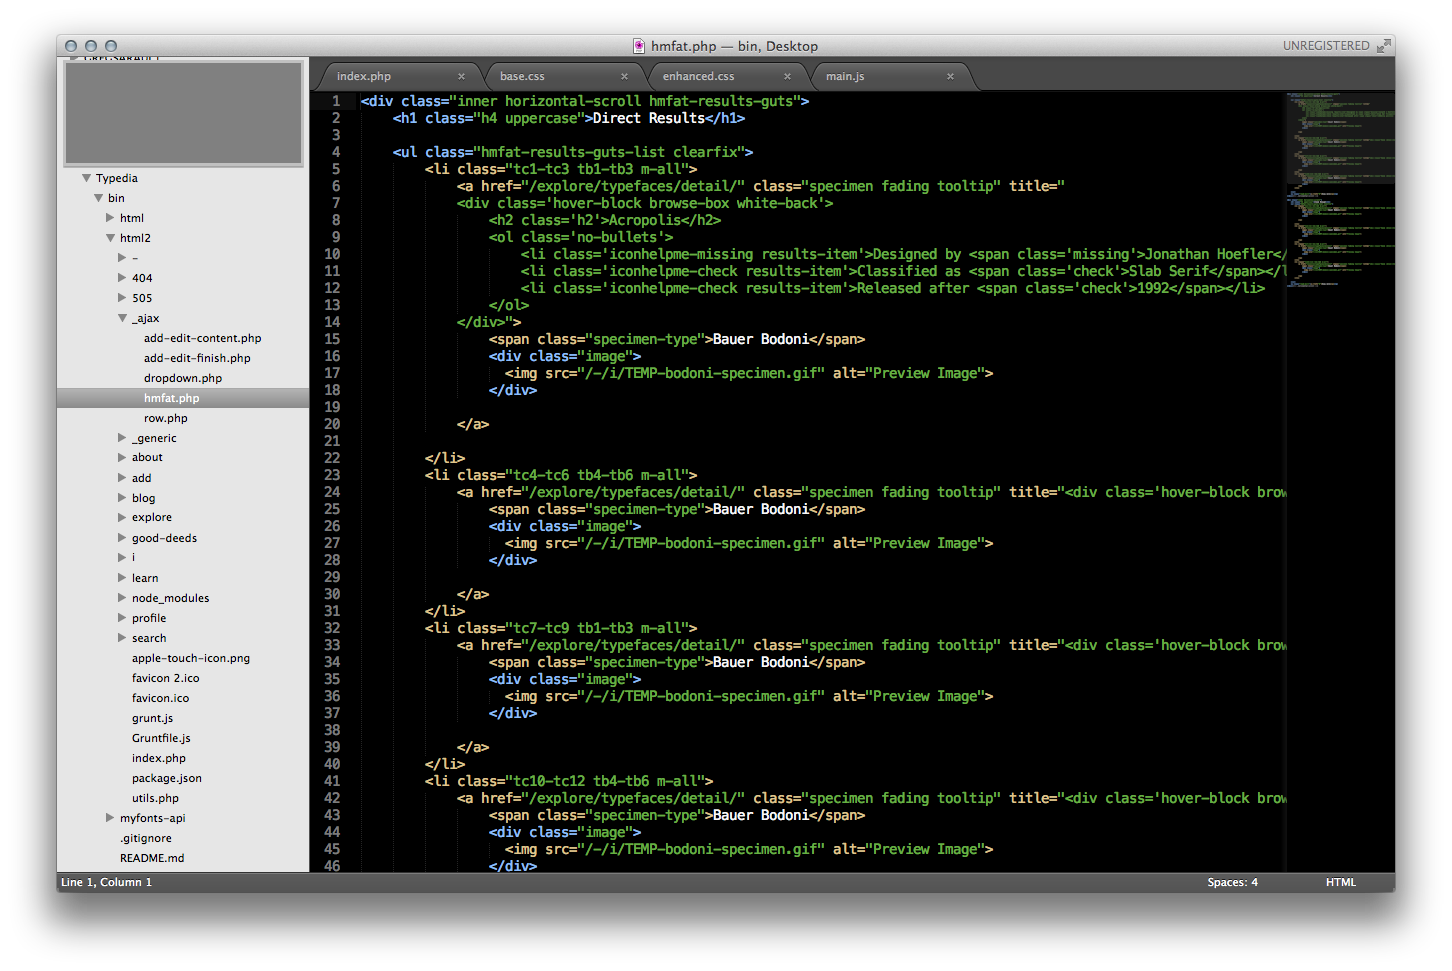 hmfat.php — bin, Desktop
UNREGISTERED
index.php ×
base.css ×
enhanced.css ×
main.js ×
Typedia
bin
html
html2
-
404
505
_ajax
add-edit-content.php
add-edit-finish.php
dropdown.php
hmfat.php
row.php
_generic
about
add
blog
explore
good-deeds
i
learn
node_modules
profile
search
apple-touch-icon.png
favicon 2.ico
favicon.ico
grunt.js
Gruntfile.js
index.php
package.json
utils.php
myfonts-api
.gitignore
README.md
1 <div class="inner horizontal-scroll hmfat-results-guts">
2 <h1 class="h4 uppercase">Direct Results</h1>
3
4 <ul class="hmfat-results-guts-list clearfix">
5 <li class="tc1-tc3 tb1-tb3 m-all">
6 <a href="/explore/typefaces/detail/" class="specimen fading tooltip" title="
7 <div class='hover-block browse-box white-back'>
8 <h2 class='h2'>Acropolis</h2>
9 <ol class='no-bullets'>
10 <li class='iconhelpme-missing results-item'>Designed by <span class='missing'>Jonathan Hoefler</
11 <li class='iconhelpme-check results-item'>Classified as <span class='check'>Slab Serif</span></l
12 <li class='iconhelpme-check results-item'>Released after <span class='check'>1992</span></li>
13 </ol>
14 </div>">
15 <span class="specimen-type">Bauer Bodoni</span>
16 <div class="image">
17 <img src="/-/i/TEMP-bodoni-specimen.gif" alt="Preview Image">
18 </div>
19
20 </a>
21
22 </li>
23 <li class="tc4-tc6 tb4-tb6 m-all">
24 <a href="/explore/typefaces/detail/" class="specimen fading tooltip" title="<div class='hover-block brow
25 <span class="specimen-type">Bauer Bodoni</span>
26 <div class="image">
27 <img src="/-/i/TEMP-bodoni-specimen.gif" alt="Preview Image">
28 </div>
29
30 </a>
31 </li>
32 <li class="tc7-tc9 tb1-tb3 m-all">
33 <a href="/explore/typefaces/detail/" class="specimen fading tooltip" title="<div class='hover-block brow
34 <span class="specimen-type">Bauer Bodoni</span>
35 <div class="image">
36 <img src="/-/i/TEMP-bodoni-specimen.gif" alt="Preview Image">
37 </div>
38
39 </a>
40 </li>
41 <li class="tc10-tc12 tb4-tb6 m-all">
42 <a href="/explore/typefaces/detail/" class="specimen fading tooltip" title="<div class='hover-block brow
43 <span class="specimen-type">Bauer Bodoni</span>
44 <div class="image">
45 <img src="/-/i/TEMP-bodoni-specimen.gif" alt="Preview Image">
46 </div>
Line 1, Column 1
Spaces: 4
HTML